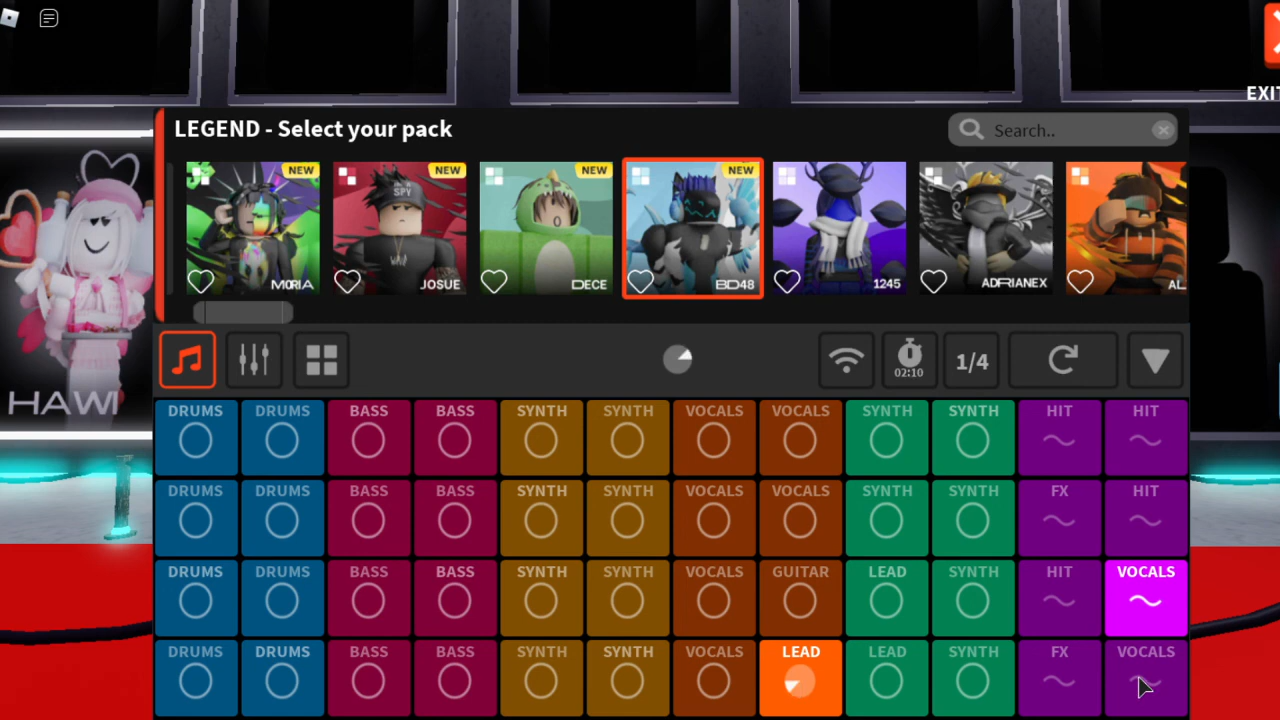 EXIT
LEGEND - Select your pack
Search..
NEW
NEW
NEW
NEW
SPY
MORIA
JOSUE
DECE
BD48
1245
ADRIANEX
AL
HAWI
02:10
1/4
DRUMS DRUMS BASS BASS SYNTH SYNTH VOCALS VOCALS SYNTH SYNTH HIT HIT
DRUMS DRUMS BASS BASS SYNTH SYNTH VOCALS VOCALS SYNTH SYNTH FX HIT
DRUMS DRUMS BASS BASS SYNTH SYNTH VOCALS GUITAR LEAD SYNTH HIT VOCALS
DRUMS DRUMS BASS BASS SYNTH SYNTH VOCALS LEAD LEAD SYNTH FX VOCALS